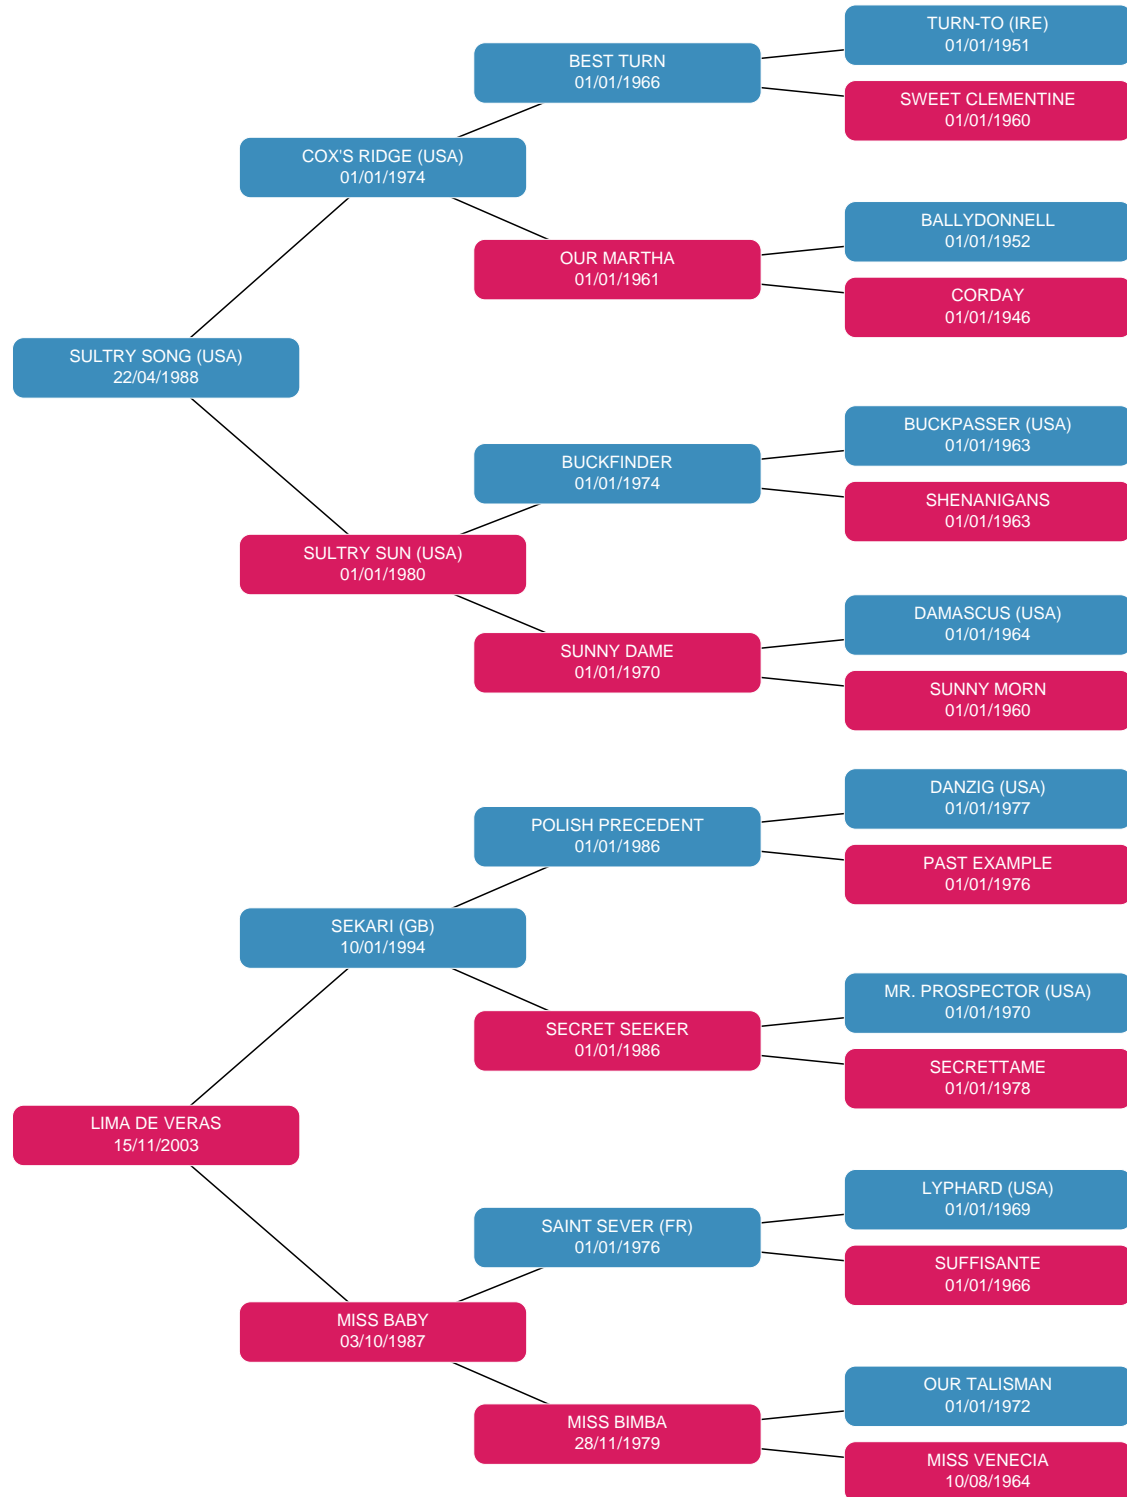 TURN-TO (IRE)
01/01/1951
BEST TURN
01/01/1966
SWEET CLEMENTINE
01/01/1960
COX'S RIDGE (USA)
01/01/1974
BALLYDONNELL
01/01/1952
OUR MARTHA
01/01/1961
CORDAY
01/01/1946
SULTRY SONG (USA)
22/04/1988
BUCKPASSER (USA)
01/01/1963
BUCKFINDER
01/01/1974
SHENANIGANS
01/01/1963
SULTRY SUN (USA)
01/01/1980
DAMASCUS (USA)
01/01/1964
SUNNY DAME
01/01/1970
SUNNY MORN
01/01/1960
DANZIG (USA)
01/01/1977
POLISH PRECEDENT
01/01/1986
PAST EXAMPLE
01/01/1976
SEKARI (GB)
10/01/1994
MR. PROSPECTOR (USA)
01/01/1970
SECRET SEEKER
01/01/1986
SECRETTAME
01/01/1978
LIMA DE VERAS
15/11/2003
LYPHARD (USA)
01/01/1969
SAINT SEVER (FR)
01/01/1976
SUFFISANTE
01/01/1966
MISS BABY
03/10/1987
OUR TALISMAN
01/01/1972
MISS BIMBA
28/11/1979
MISS VENECIA
10/08/1964